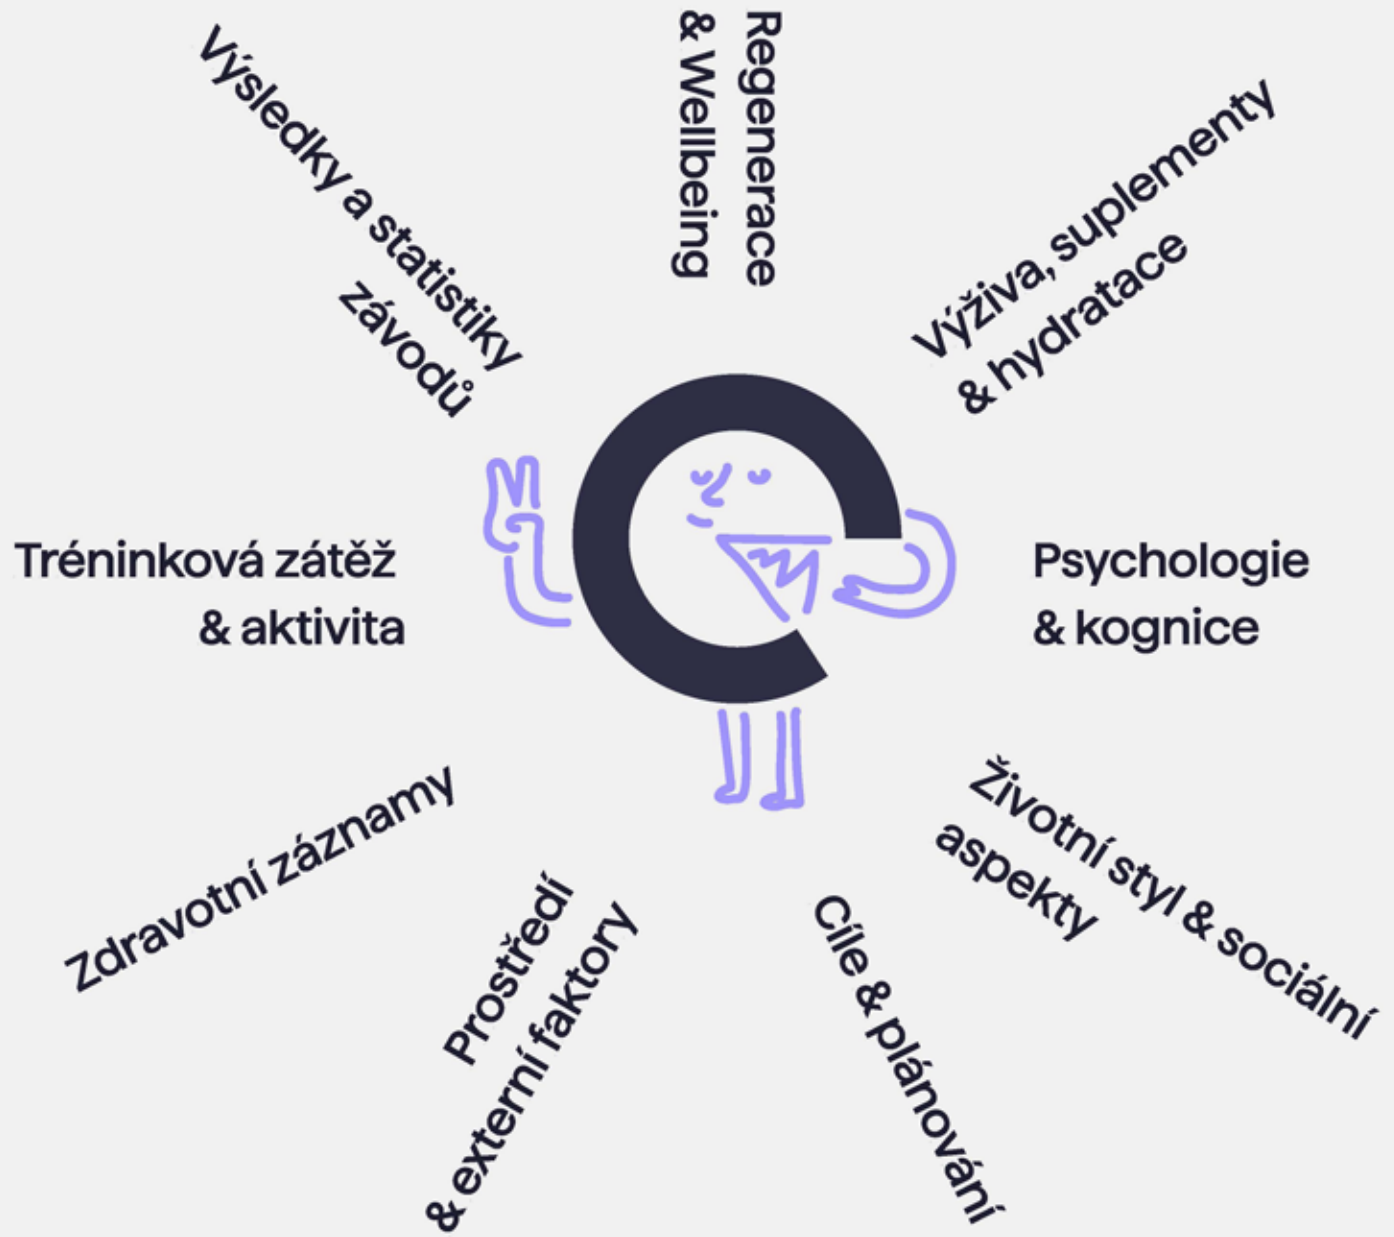 Regenerace
& Wellbeing
Výživa, suplementy
& hydratace
Psychologie
& kognice
Životní styl & sociální
aspekty
Cíle & plánování
Prostředí
& externí faktory
Zdravotní záznamy
Tréninková zátěž
& aktivita
Výsledky a statistiky
závodů